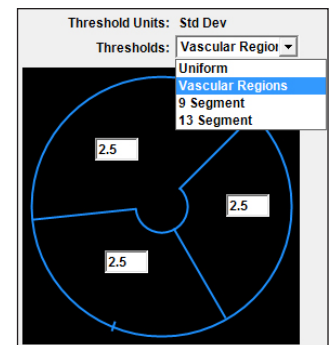 Threshold Units: Std Dev
Thresholds: Vascular Region
Uniform
Vascular Regions
9 Segment
13 Segment
2.5
2.5
2.5